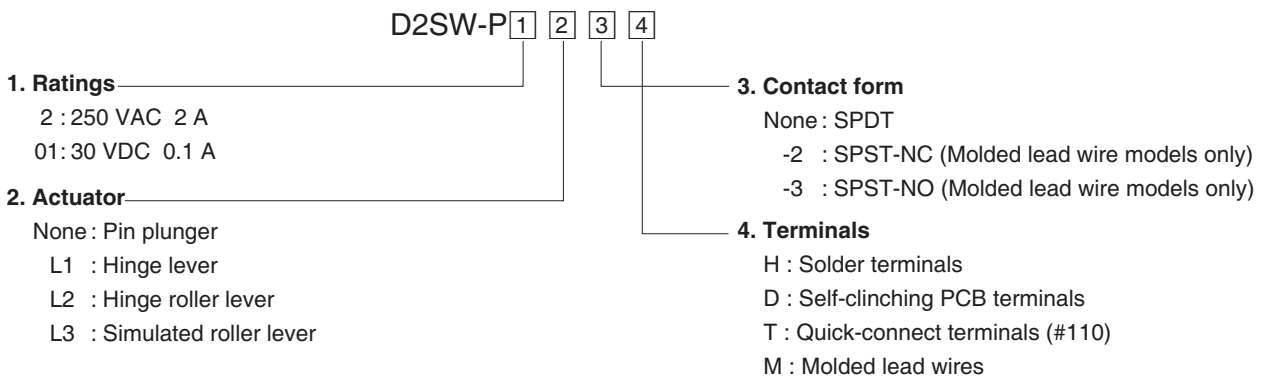 D2SW-P1 2 3 4
1. Ratings
2 : 250 VAC 2 A
01: 30 VDC 0.1 A
2. Actuator
None : Pin plunger
L1 : Hinge lever
L2 : Hinge roller lever
L3 : Simulated roller lever
3. Contact form
None : SPDT
-2 : SPST-NC (Molded lead wire models only)
-3 : SPST-NO (Molded lead wire models only)
4. Terminals
H : Solder terminals
D : Self-clinching PCB terminals
T : Quick-connect terminals (#110)
M : Molded lead wires